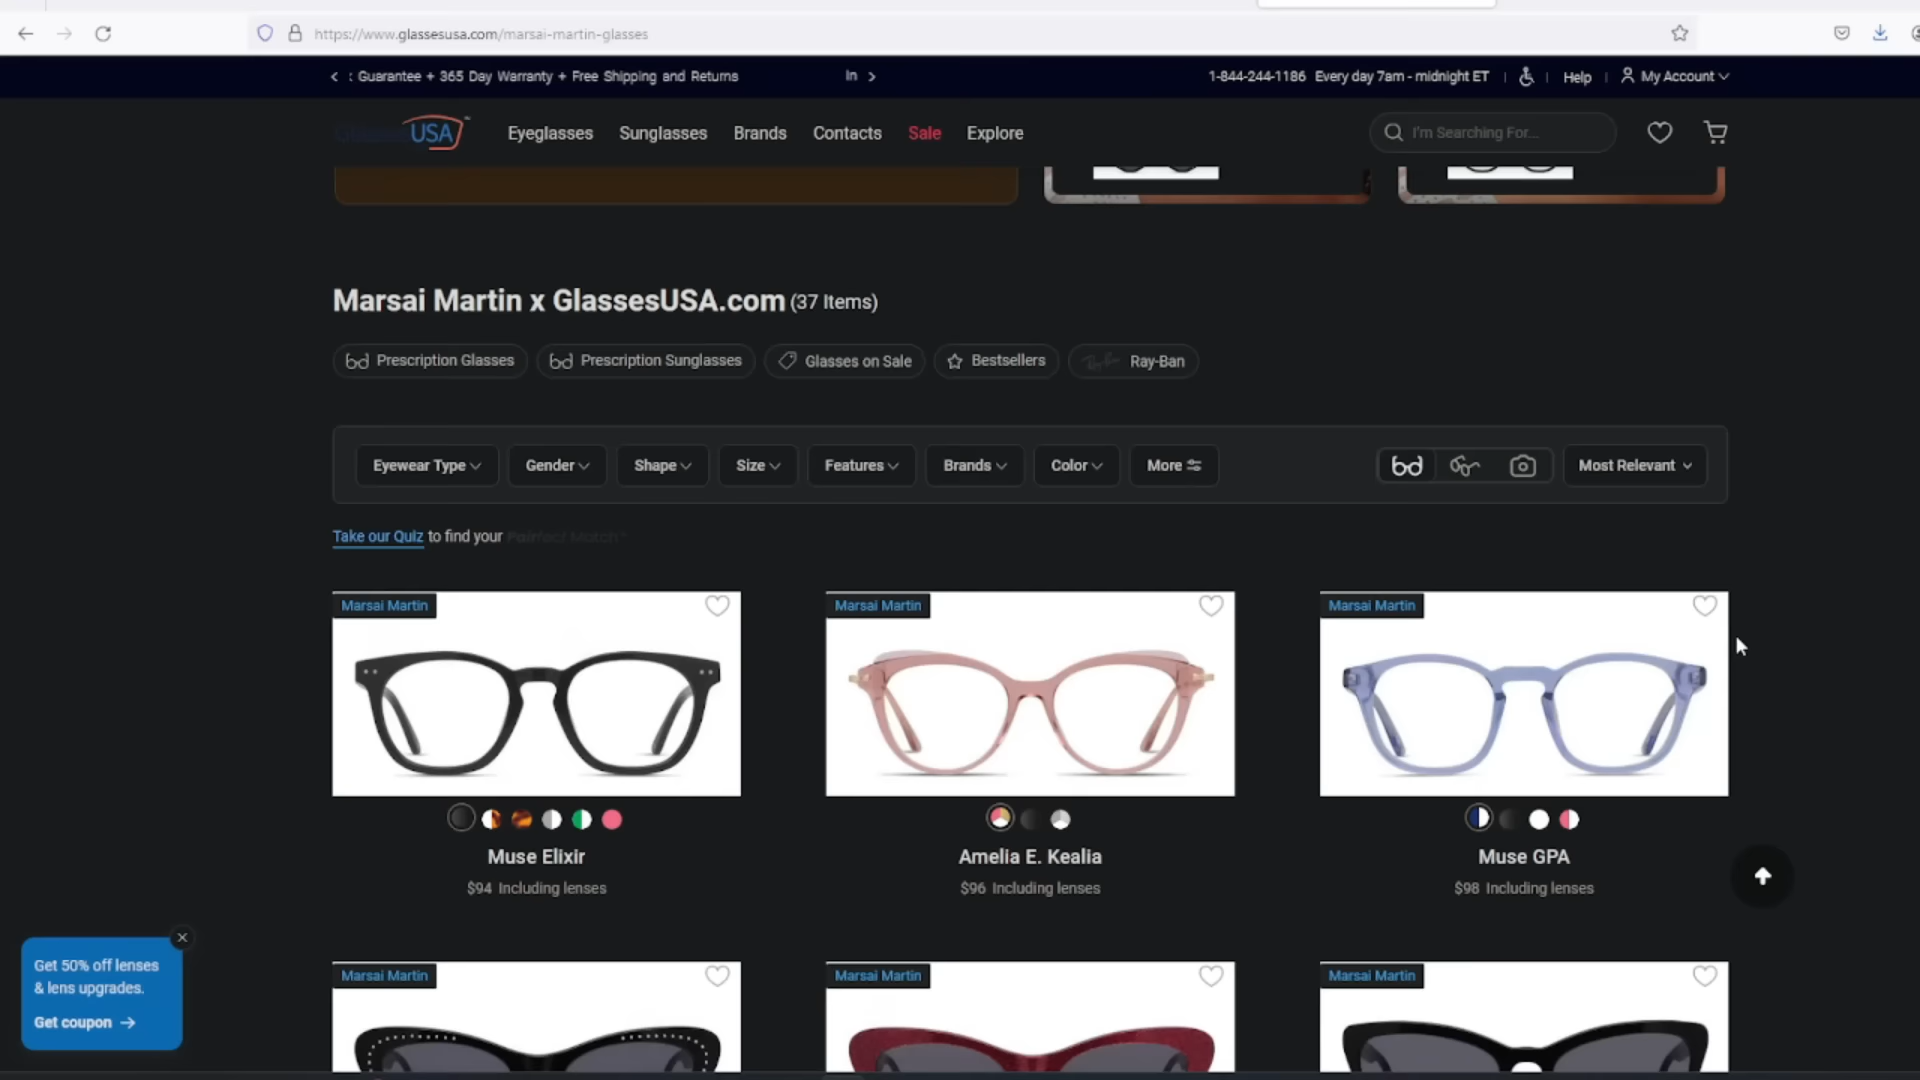 https://www.glassesusa.com/marsai-martin-glasses
: Guarantee + 365 Day Warranty + Free Shipping and Returns
In
1-844-244-1186 Every day 7am - midnight ET
Help
My Account
GlassesUSA
Eyeglasses
Sunglasses
Brands
Contacts
Sale
Explore
I'm Searching For...
Marsai Martin x GlassesUSA.com (37 Items)
Prescription Glasses
Prescription Sunglasses
Glasses on Sale
Bestsellers
Ray-Ban Ray-Ban
Eyewear Type
Gender
Shape
Size
Features
Brands
Color
More
Most Relevant
Take our Quiz to find your Pairfect Match™
Marsai Martin
Marsai Martin
Marsai Martin
Muse Elixir
$94 Including lenses
Amelia E. Kealia
$96 Including lenses
Muse GPA
$98 Including lenses
Marsai Martin
Marsai Martin
Marsai Martin
Get 50% off lenses
& lens upgrades.
Get coupon →